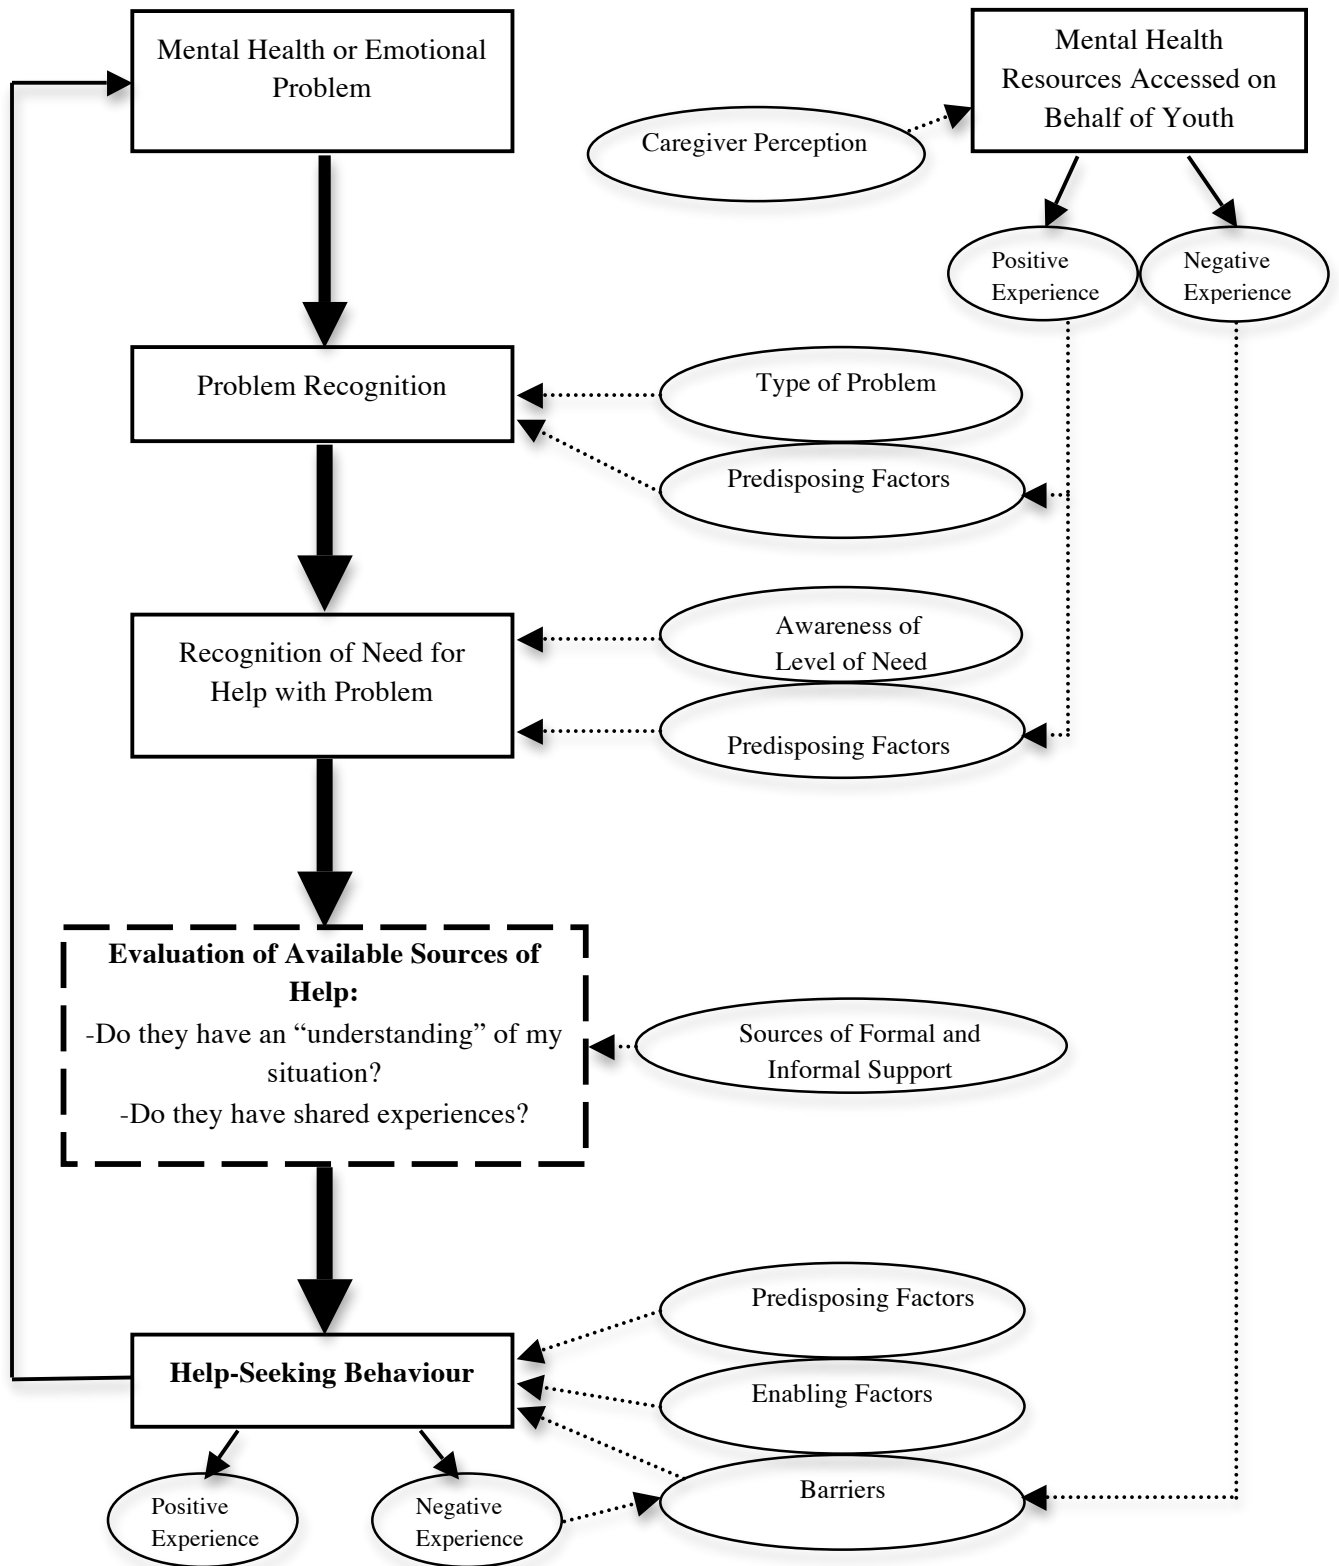 Mental Health or Emotional
Problem
Mental Health
Resources Accessed on
Behalf of Youth
Caregiver Perception
Positive
Experience
Negative
Experience
Problem Recognition
Type of Problem
Predisposing Factors
Recognition of Need for
Help with Problem
Awareness of
Level of Need
Predisposing Factors
Evaluation of Available Sources of
Help:
-Do they have an “understanding” of my
situation?
-Do they have shared experiences?
Sources of Formal and
Informal Support
Help-Seeking Behaviour
Predisposing Factors
Enabling Factors
Barriers
Positive
Experience
Negative
Experience